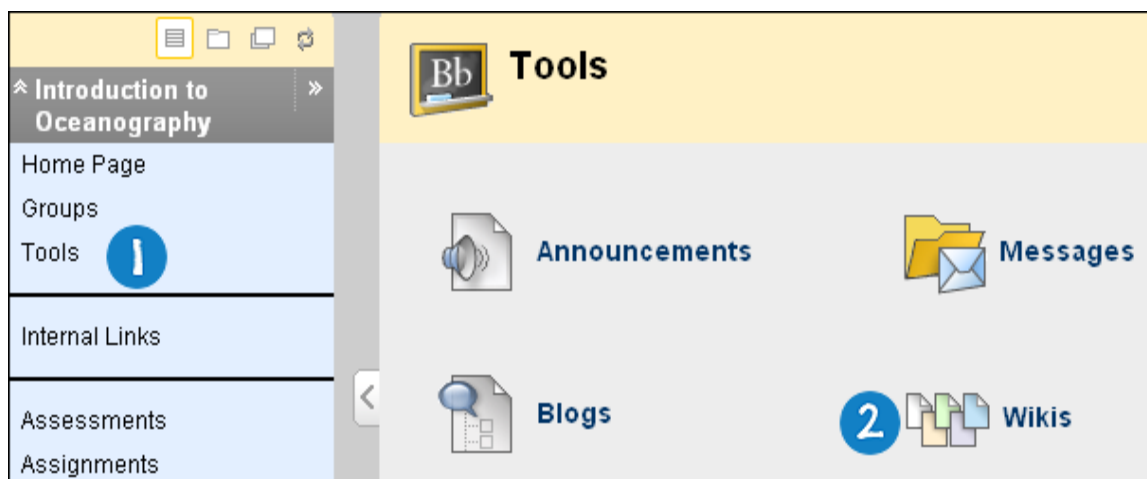 Introduction to
Oceanography
Home Page
Groups
Tools 1
Internal Links
Assessments
Assignments
Bb Tools
Announcements
Messages
Blogs
2 Wikis